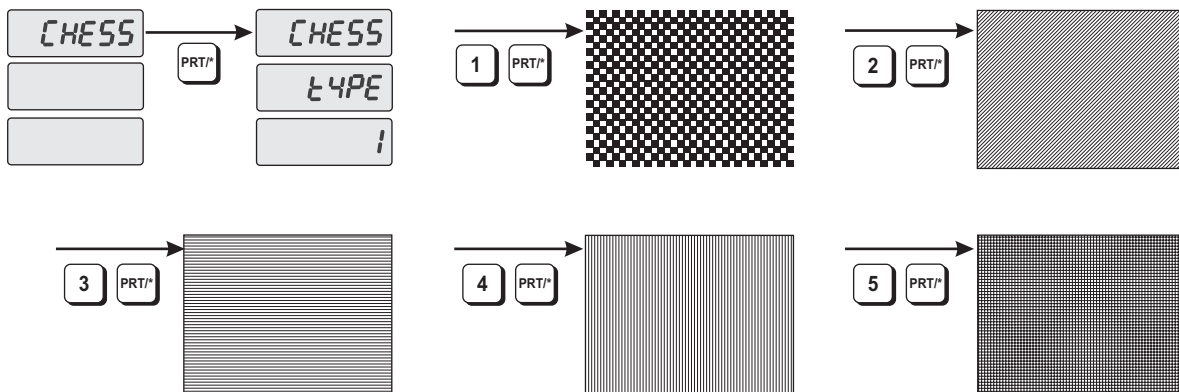 CHESS
PRT/*
CHESS
tYPE
1
1 PRT/*
2 PRT/*
3 PRT/*
4 PRT/*
5 PRT/*